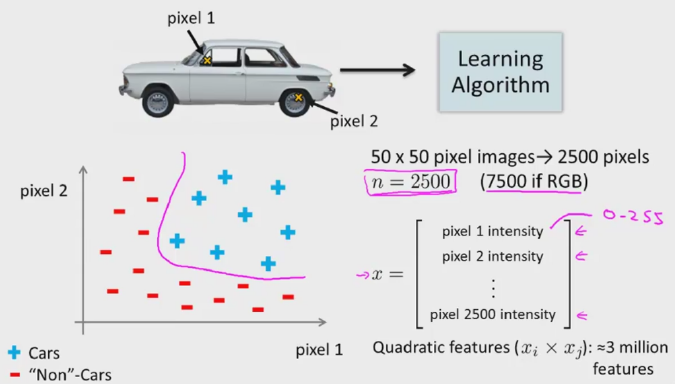 pixel 1
Learning
Algorithm
pixel 2
50 x 50 pixel images→ 2500 pixels
n = 2500 (7500 if RGB)
pixel 2
0-255
pixel 1 intensity
pixel 2 intensity
x =
⋮
pixel 2500 intensity
pixel 1
Quadratic features (xᵢ × xⱼ): ≈3 million
features
Cars
“Non”-Cars